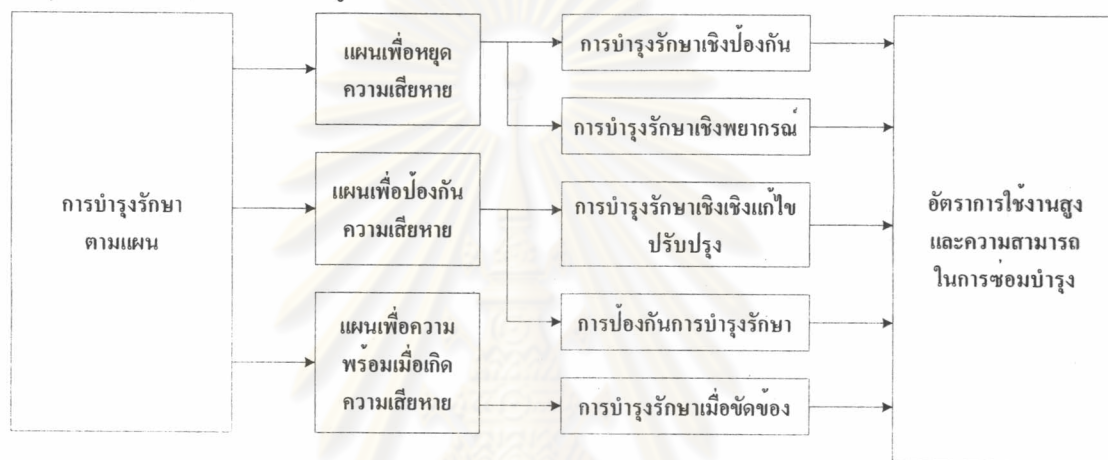 การบำรุงรักษา
ตามแผน
แผนเพื่อหยุด
ความเสียหาย
แผนเพื่อป้องกัน
ความเสียหาย
แผนเพื่อความ
พร้อมเมื่อเกิด
ความเสียหาย
การบำรุงรักษาเชิงป้องกัน
การบำรุงรักษาเชิงพยากรณ์
การบำรุงรักษาเชิงเชิงแก้ไข
ปรับปรุง
การป้องกันการบำรุงรักษา
การบำรุงรักษาเมื่อขัดข้อง
อัตราการใช้งานสูง
และความสามารถ
ในการซ่อมบำรุง